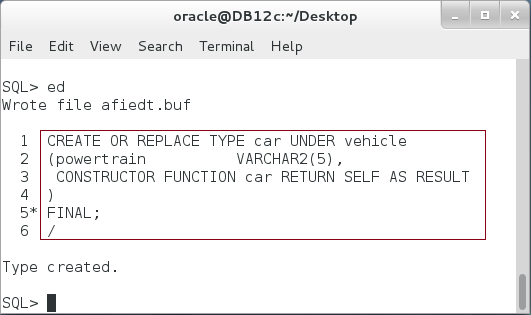 oracle@DB12c:~/Desktop
File Edit View Search Terminal Help
SQL> ed
Wrote file afiedt.buf
1 CREATE OR REPLACE TYPE car UNDER vehicle
2 (powertrain VARCHAR2(5),
3 CONSTRUCTOR FUNCTION car RETURN SELF AS RESULT
4 )
5* FINAL;
6 /
Type created.
SQL>